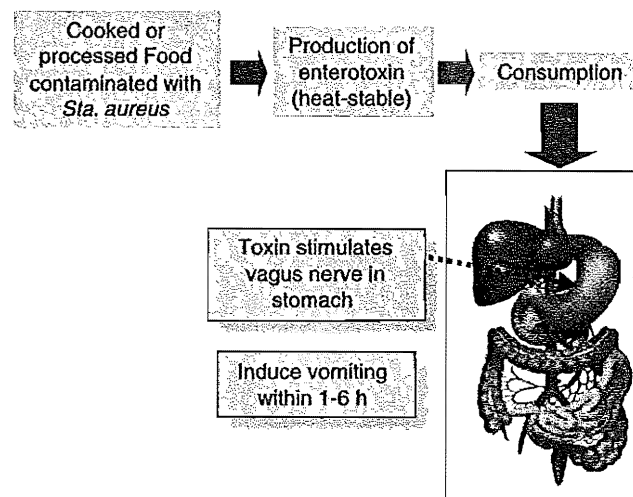 Cooked or
processed Food
contaminated with
Sta. aureus
Production of
enterotoxin
(heat-stable)
Consumption
Toxin stimulates
vagus nerve in
stomach
Induce vomiting
within 1-6 h